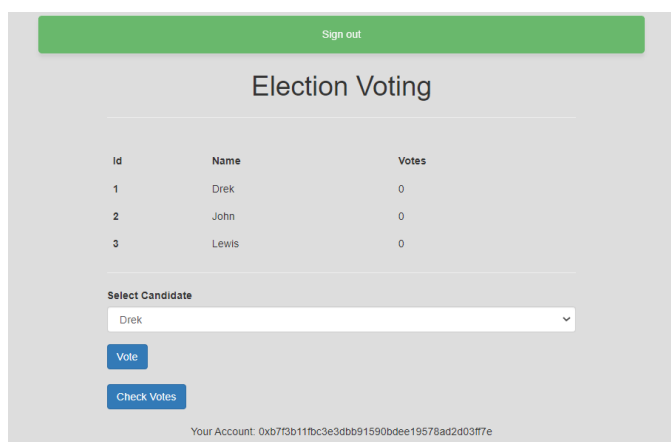 Sign out
Election Voting
Id Name Votes
1 Drek 0
2 John 0
3 Lewis 0
Select Candidate
Drek
Vote
Check Votes
Your Account: 0xb7f3b11fbc3e3dbb91590bdee19578ad2d03ff7e